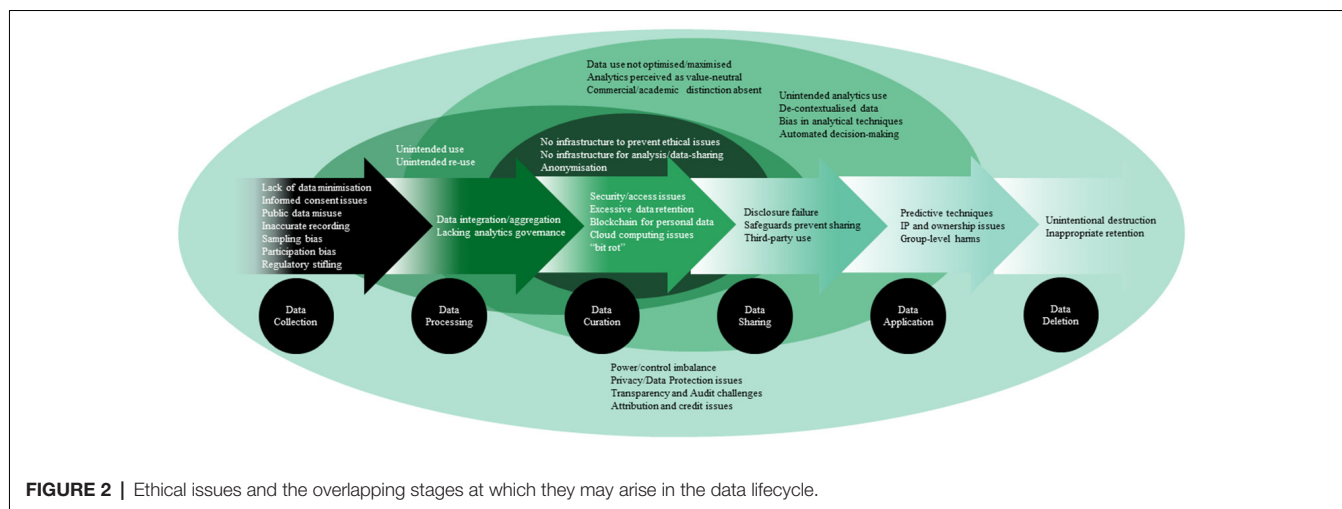 Data use not optimised/maximised
Analytics perceived as value-neutral
Commercial/academic distinction absent
Unintended analytics use
De-contextualised data
Bias in analytical techniques
Automated decision-making
Unintended use
Unintended re-use
No infrastructure to prevent ethical issues
No infrastructure for analysis/data-sharing
Anonymisation
Lack of data minimisation
Informed consent issues
Public data misuse
Inaccurate recording
Sampling bias
Participation bias
Regulatory stifling
Data integration/aggregation
Lacking analytics governance
Security/access issues
Excessive data retention
Blockchain for personal data
Cloud computing issues
"bit rot"
Disclosure failure
Safeguards prevent sharing
Third-party use
Predictive techniques
IP and ownership issues
Group-level harms
Unintentional destruction
Inappropriate retention
Data
Collection
Data
Processing
Data
Curation
Data
Sharing
Data
Application
Data
Deletion
Power/control imbalance
Privacy/Data Protection issues
Transparency and Audit challenges
Attribution and credit issues
FIGURE 2 | Ethical issues and the overlapping stages at which they may arise in the data lifecycle.